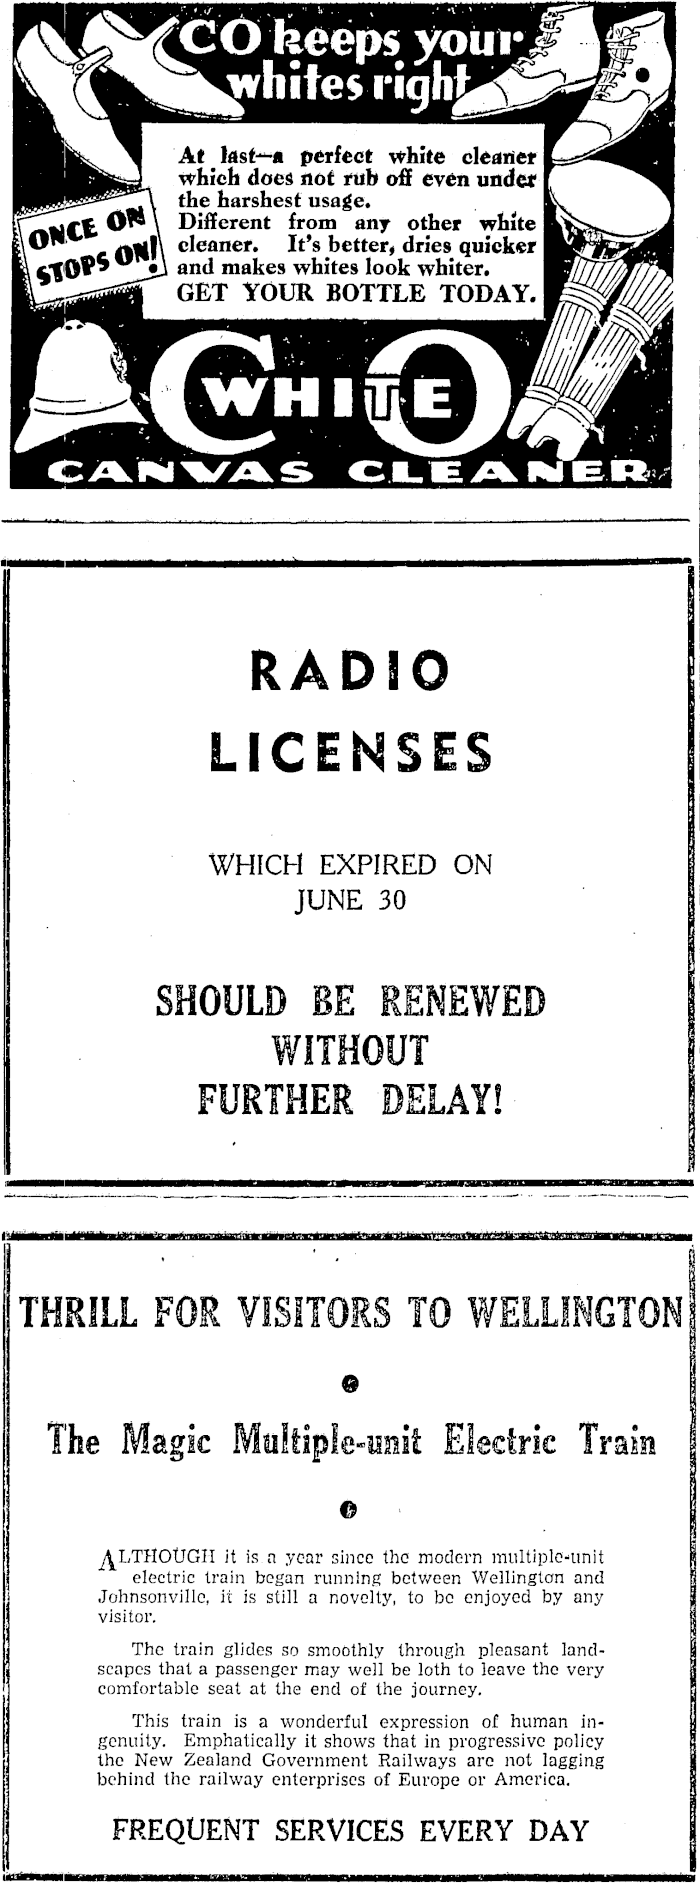 CO keeps your
whites right
At last—a perfect white cleaner
which does not rub off even under
the harshest usage.
Different from any other white
cleaner. It's better, dries quicker
and makes whites look whiter.
GET YOUR BOTTLE TODAY.
ONCE ON
STOPS ON!
CO
WHITE
CANVAS CLEANER
RADIO
LICENSES
WHICH EXPIRED ON
JUNE 30
SHOULD BE RENEWED
WITHOUT
FURTHER DELAY!
THRILL FOR VISITORS TO WELLINGTON
The Magic Multiple-unit Electric Train
ALTHOUGH it is a year since the modern multiple-unit
electric train began running between Wellington and
Johnsonville, it is still a novelty, to be enjoyed by any
visitor.
The train glides so smoothly through pleasant land-
scapes that a passenger may well be loth to leave the very
comfortable seat at the end of the journey.
This train is a wonderful expression of human in-
genuity. Emphatically it shows that in progressive policy
the New Zealand Government Railways are not lagging
behind the railway enterprises of Europe or America.
FREQUENT SERVICES EVERY DAY